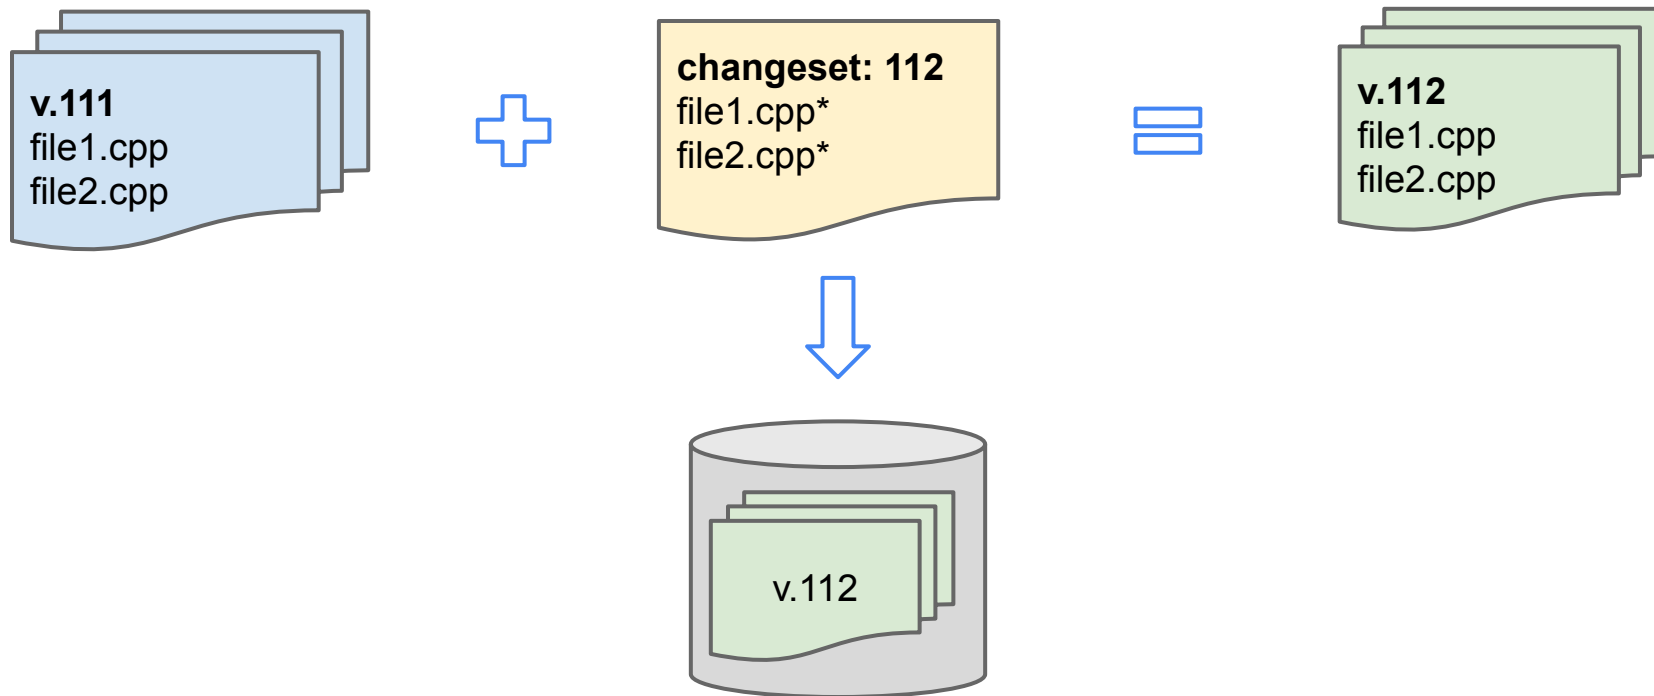 v.111
file1.cpp
file2.cpp
changeset: 112
file1.cpp*
file2.cpp*
v.112
file1.cpp
file2.cpp
v.112